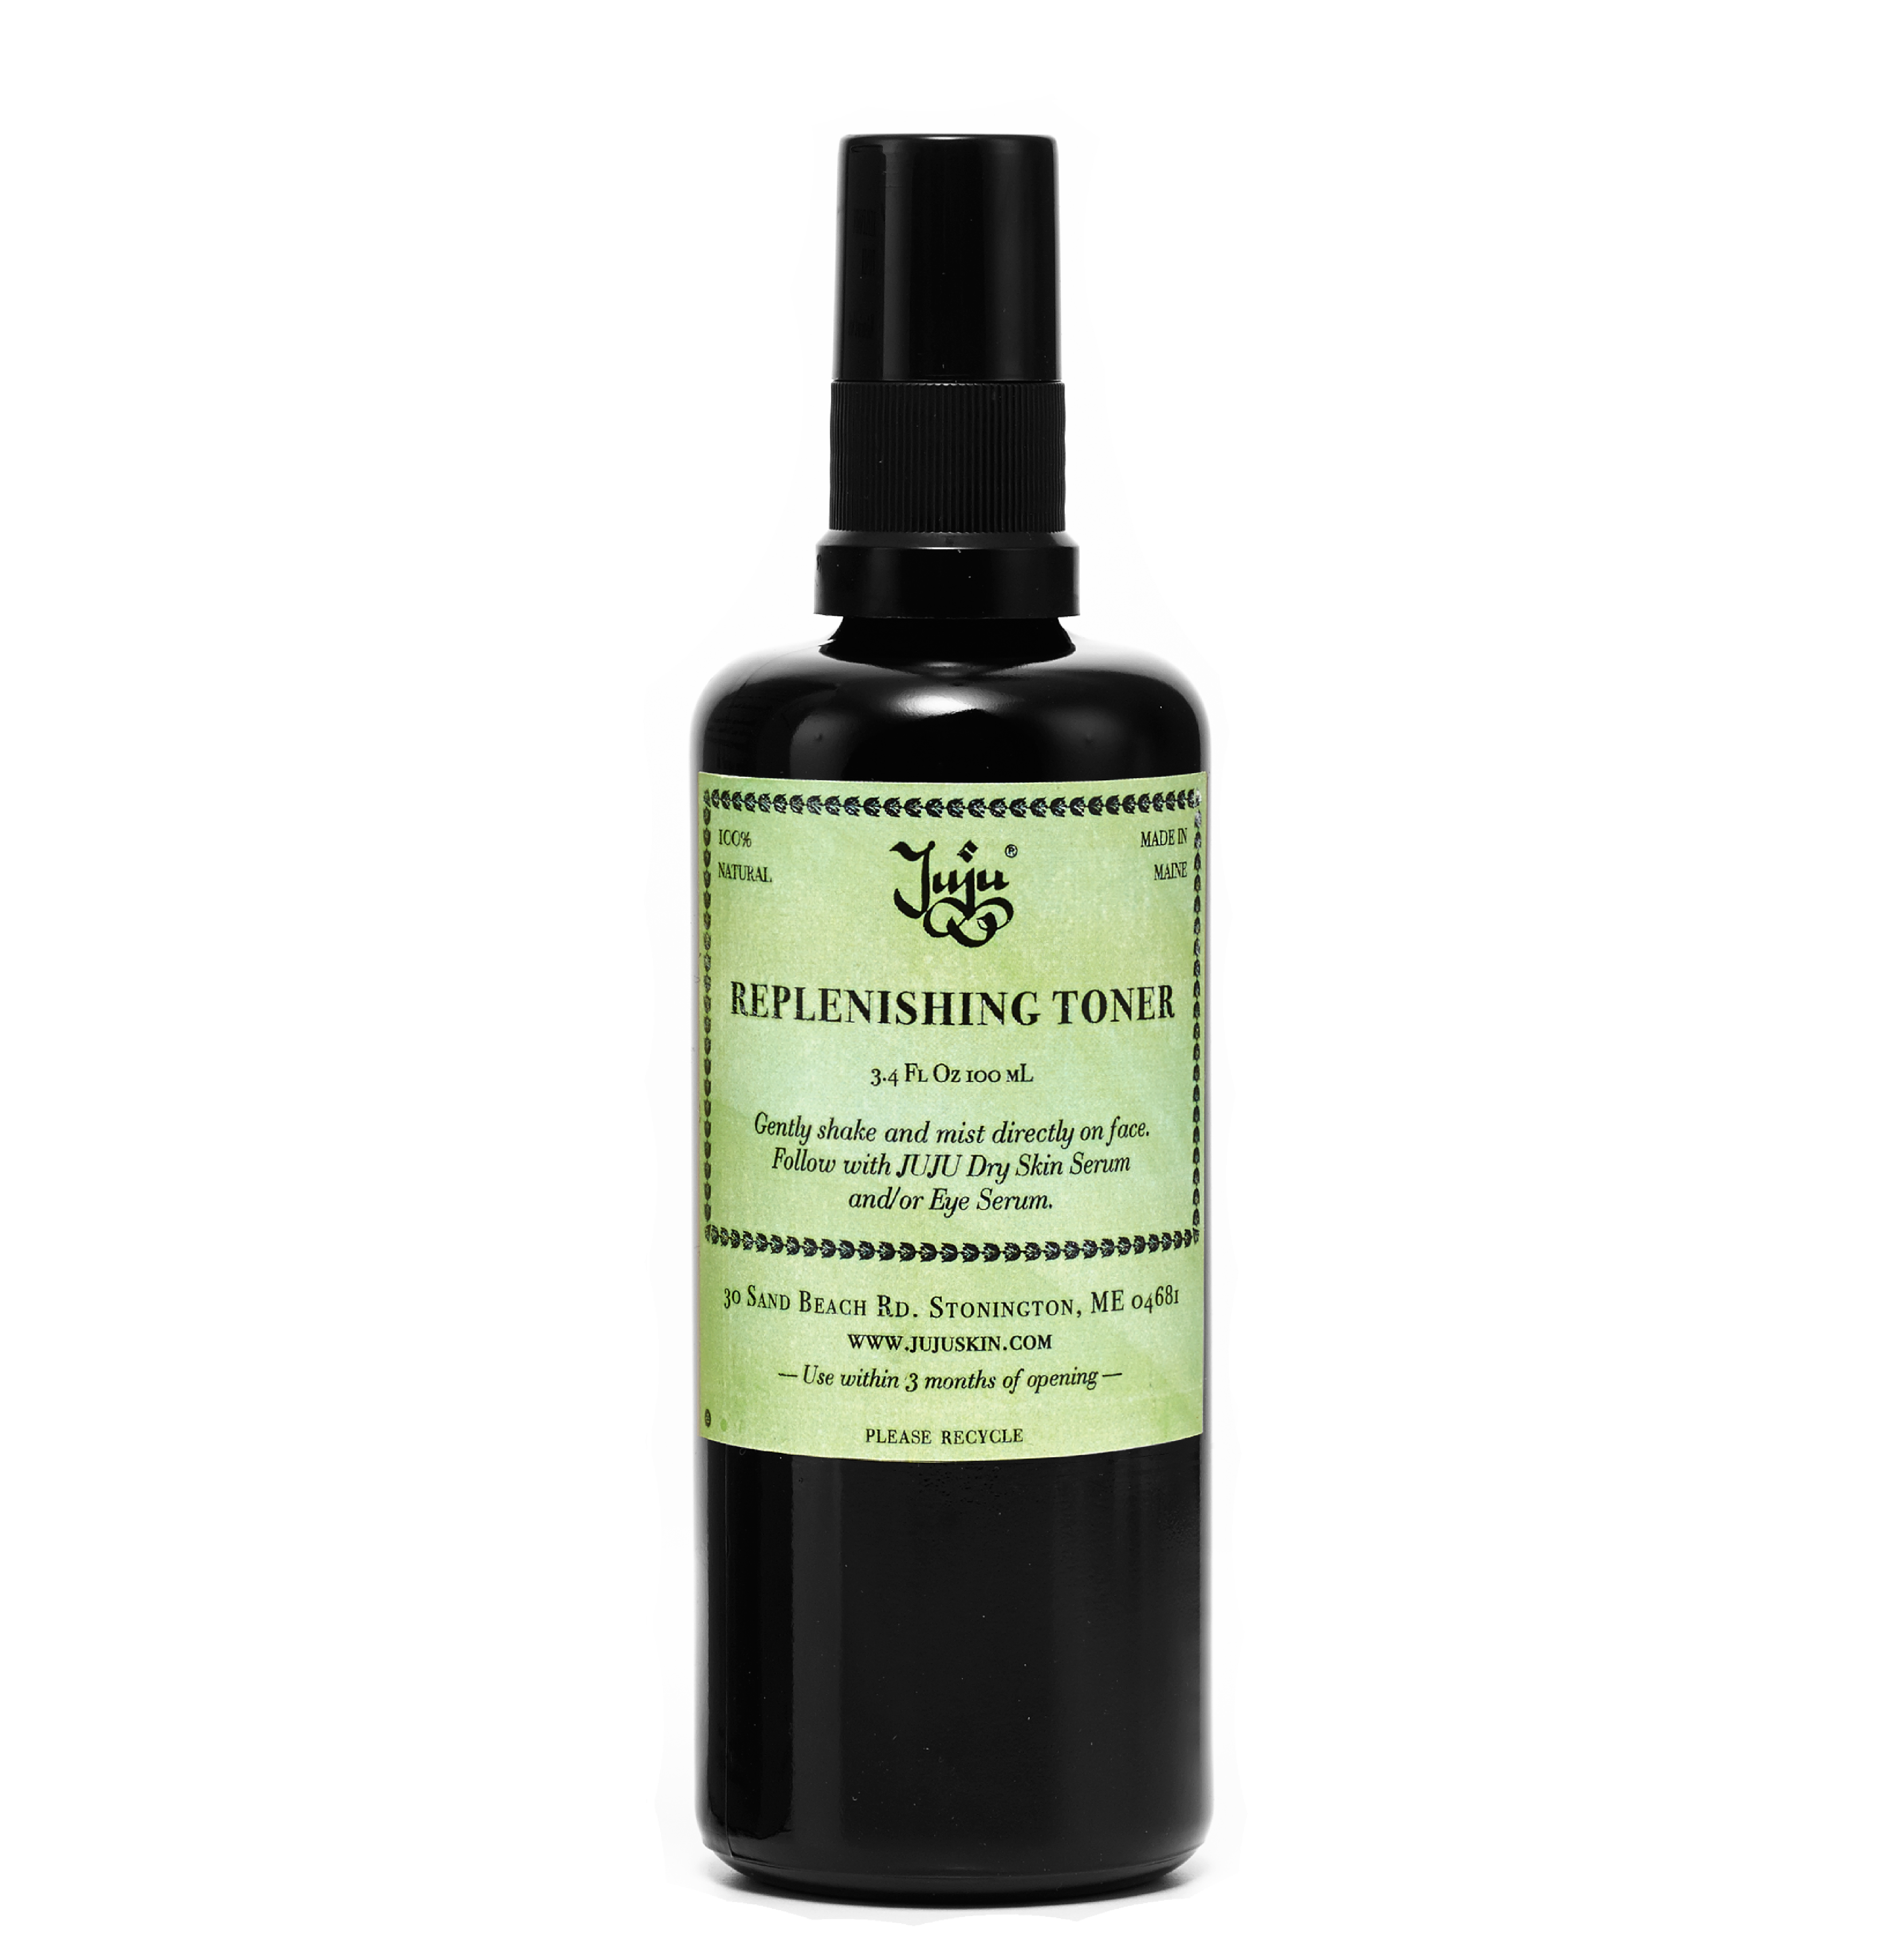 100%
NATURAL
Juju®
MADE IN
MAINE
REPLENISHING TONER
3.4 FL OZ 100 ML
Gently shake and mist directly on face.
Follow with JUJU Dry Skin Serum
and/or Eye Serum.
30 SAND BEACH RD. STONINGTON, ME 04681
WWW.JUJUSKIN.COM
— Use within 3 months of opening —
PLEASE RECYCLE